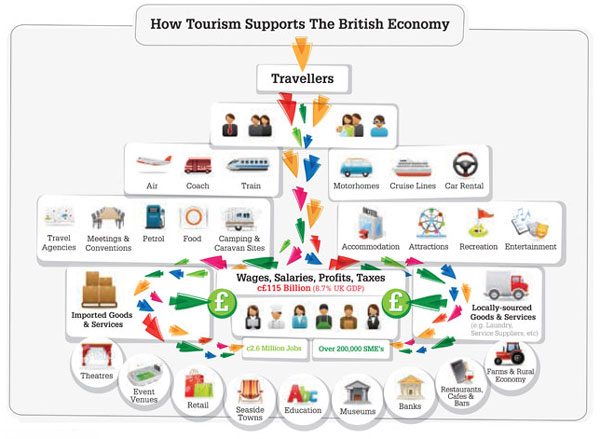 How Tourism Supports The British Economy
Travellers
Air
Coach
Train
Motorhomes
Cruise Lines
Car Rental
Travel
Agencies
Meetings &
Conventions
Petrol
Food
Camping &
Caravan Sites
Accommodation
Attractions
Recreation
Entertainment
Imported Goods
& Services
Wages, Salaries, Profits, Taxes
c£115 Billion (8.7% UK GDP)
£
£
Locally-sourced
Goods & Services
(e.g. Laundry,
Service Suppliers, etc)
c2.6 Million Jobs
Over 200,000 SME's
Theatres
Event
Venues
Retail
Seaside
Towns
Abc
Education
Museums
Banks
Restaurants,
Cafes &
Bars
Farms & Rural
Economy